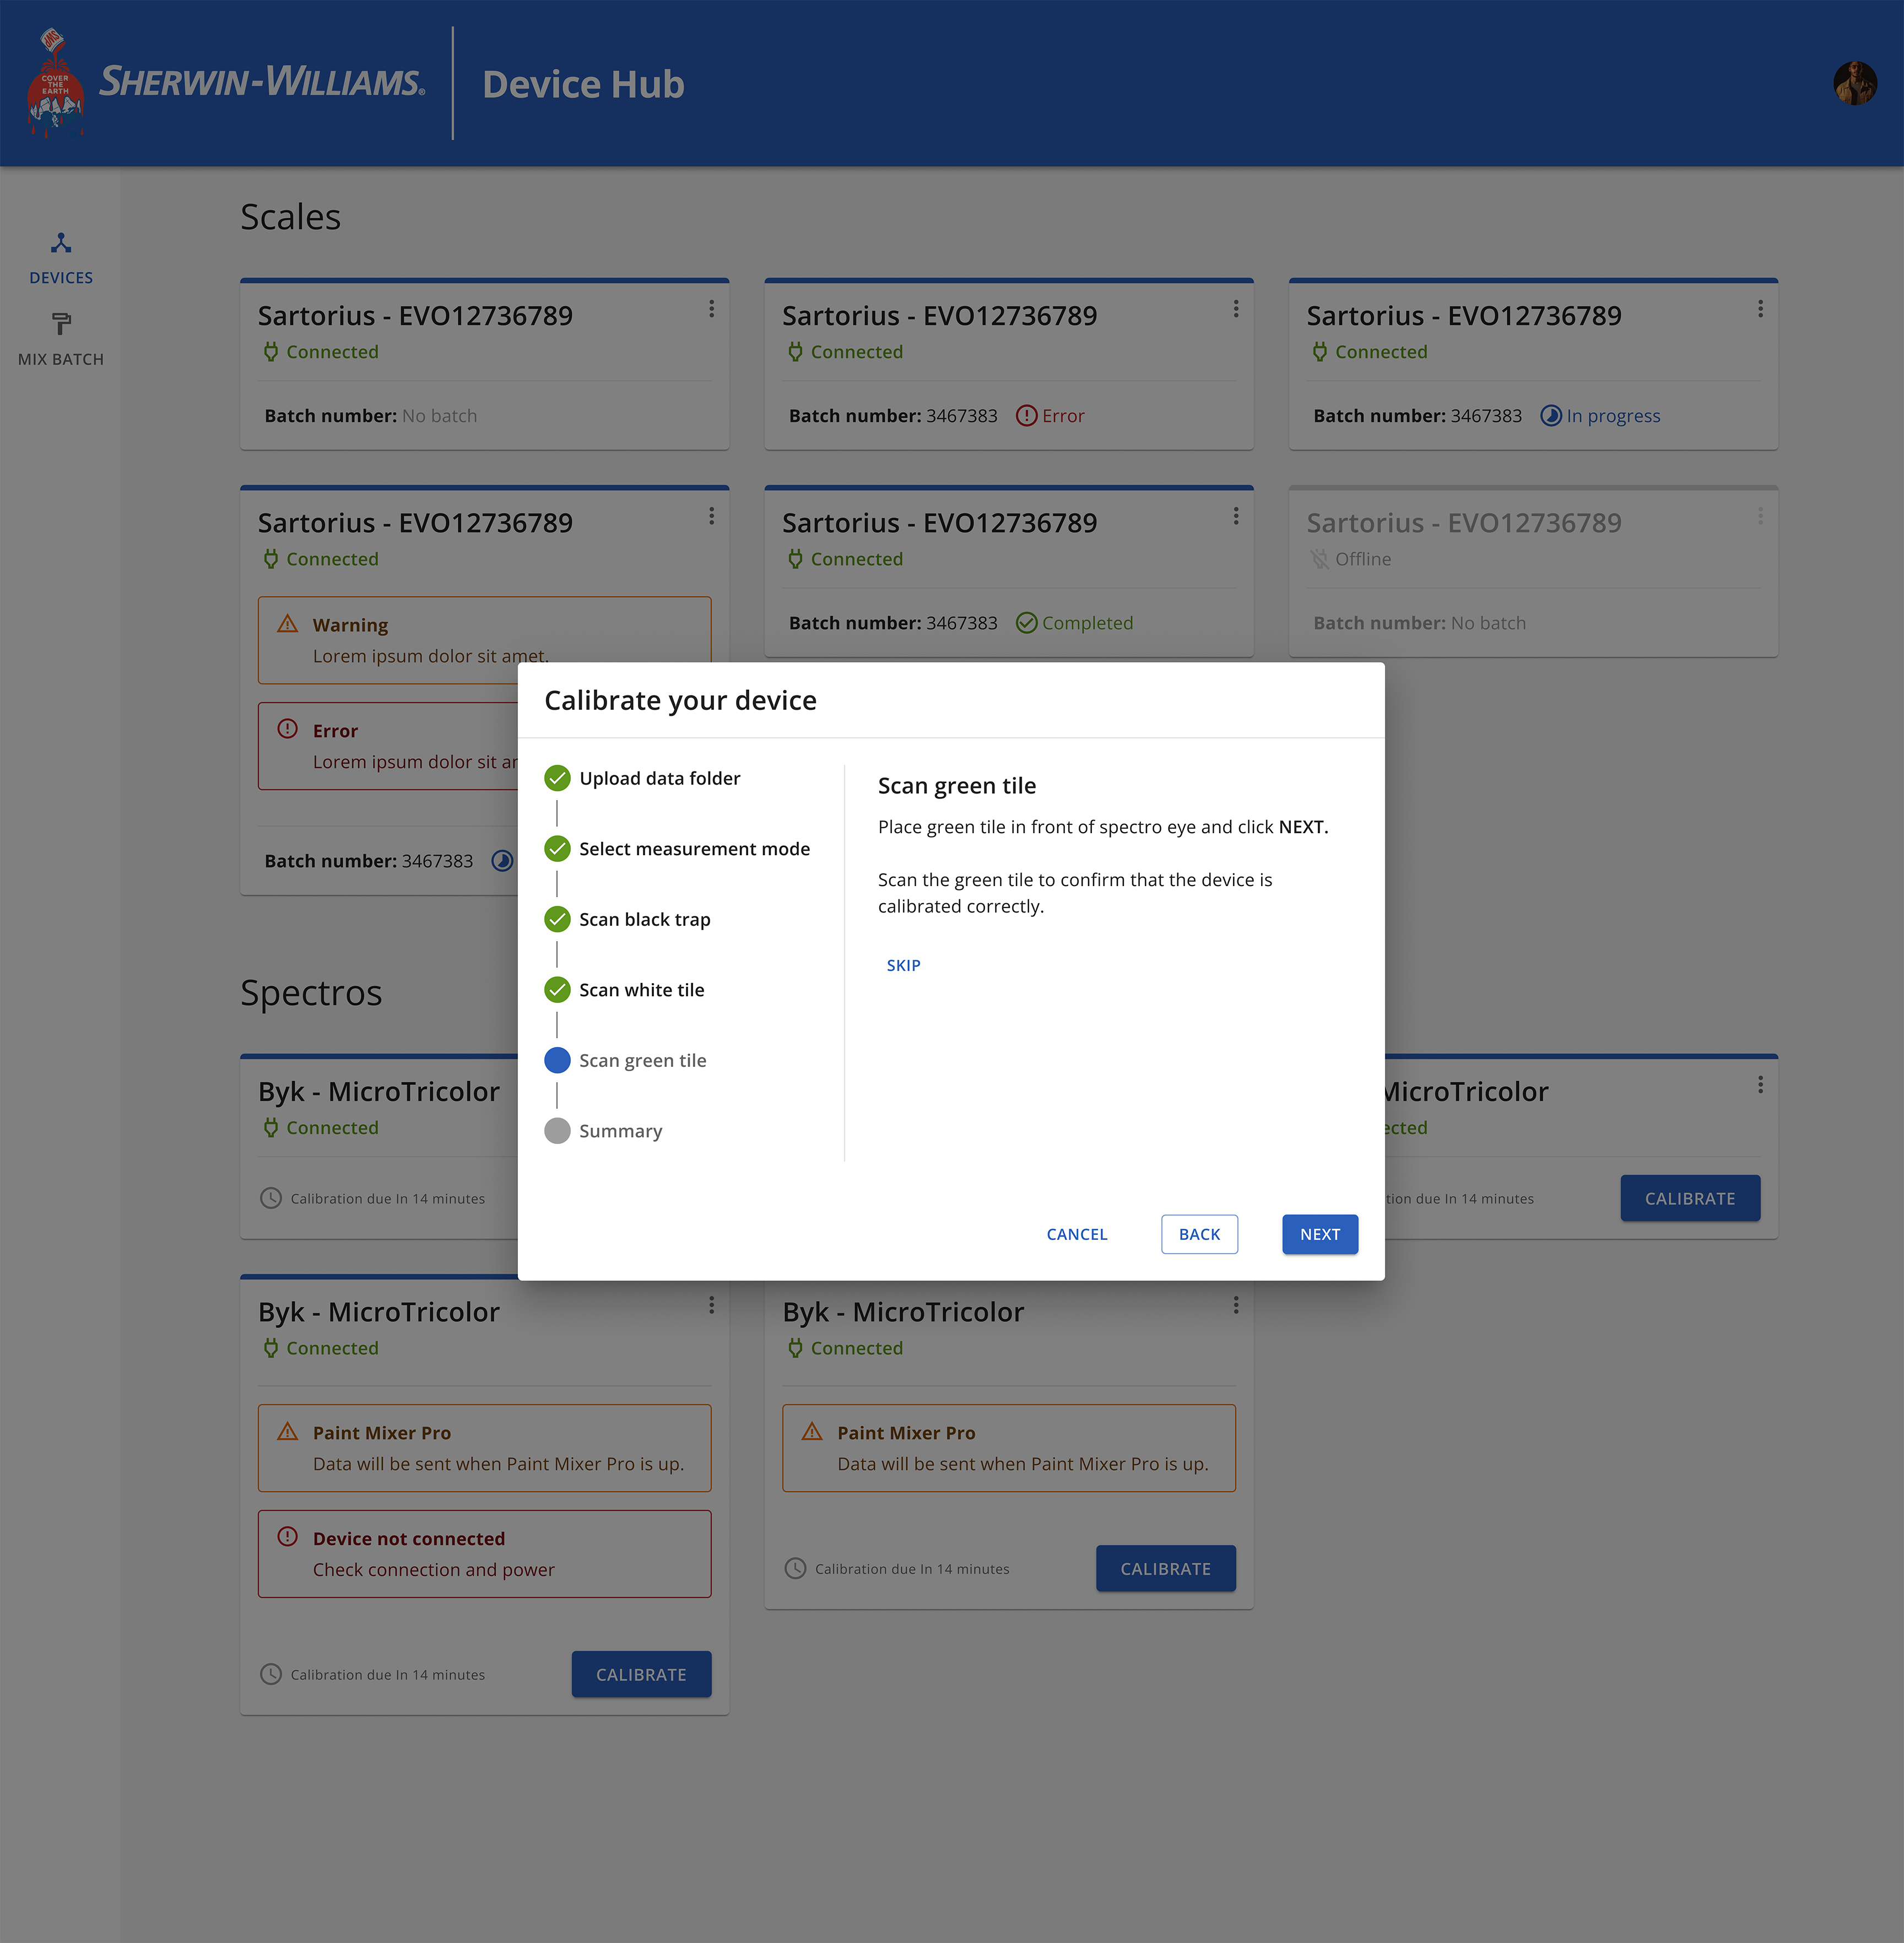 COVER
THE
EARTH
SHERWIN-WILLIAMS®
Device Hub
DEVICES
MIX BATCH
Scales
Sartorius - EVO12736789
Connected
Batch number: No batch
Sartorius - EVO12736789
Connected
Batch number: 3467383 Error
Sartorius - EVO12736789
Connected
Batch number: 3467383 In progress
Sartorius - EVO12736789
Connected
Warning
Lorem ipsum dolor sit amet.
Error
Lorem ipsum dolor sit
Batch number: 3467383
Sartorius - EVO12736789
Connected
Batch number: 3467383 Completed
Sartorius - EVO12736789
Offline
Batch number: No batch
Calibrate your device
Upload data folder
Select measurement mode
Scan black trap
Scan white tile
Scan green tile
Summary
Scan green tile
Place green tile in front of spectro eye and click NEXT.
Scan the green tile to confirm that the device is
calibrated correctly.
SKIP
CANCEL
BACK
NEXT
Spectros
Byk - MicroTricolor
Connected
Calibration due In 14 minutes
MicroTricolor
ected
tion due In 14 minutes
CALIBRATE
Byk - MicroTricolor
Connected
Paint Mixer Pro
Data will be sent when Paint Mixer Pro is up.
Device not connected
Check connection and power
Calibration due In 14 minutes
CALIBRATE
Byk - MicroTricolor
Connected
Paint Mixer Pro
Data will be sent when Paint Mixer Pro is up.
Calibration due In 14 minutes
CALIBRATE